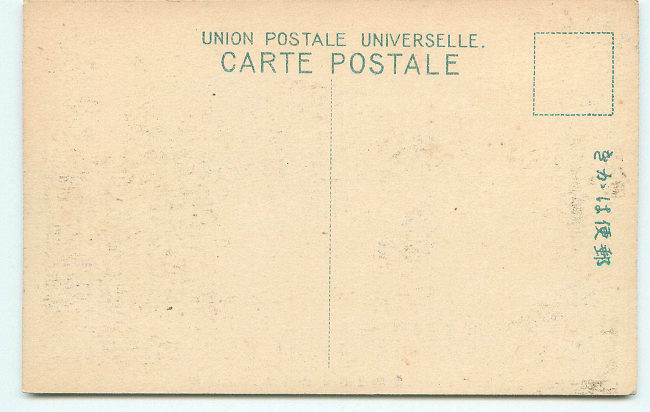 UNION POSTALE UNIVERSELLE.
CARTE POSTALE
郵便はかき